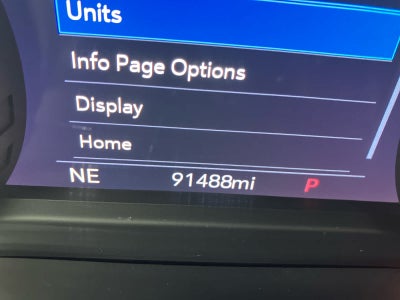 Units
Info Page Options
Display
Home
NE 91488mi P